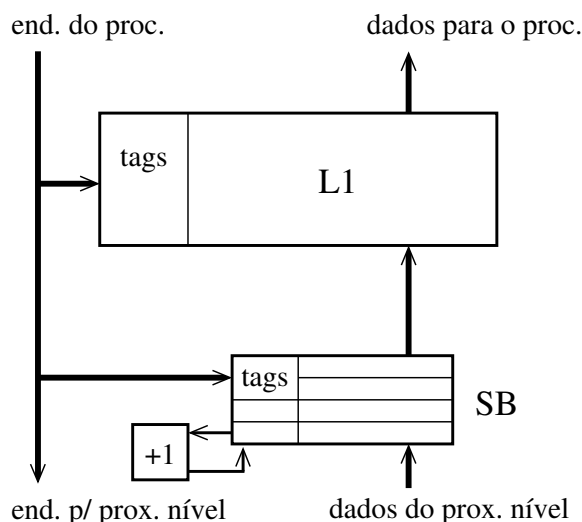 end. do proc.
dados para o proc.
tags
L1
tags
SB
+1
end. p/ prox. nível
dados do prox. nível